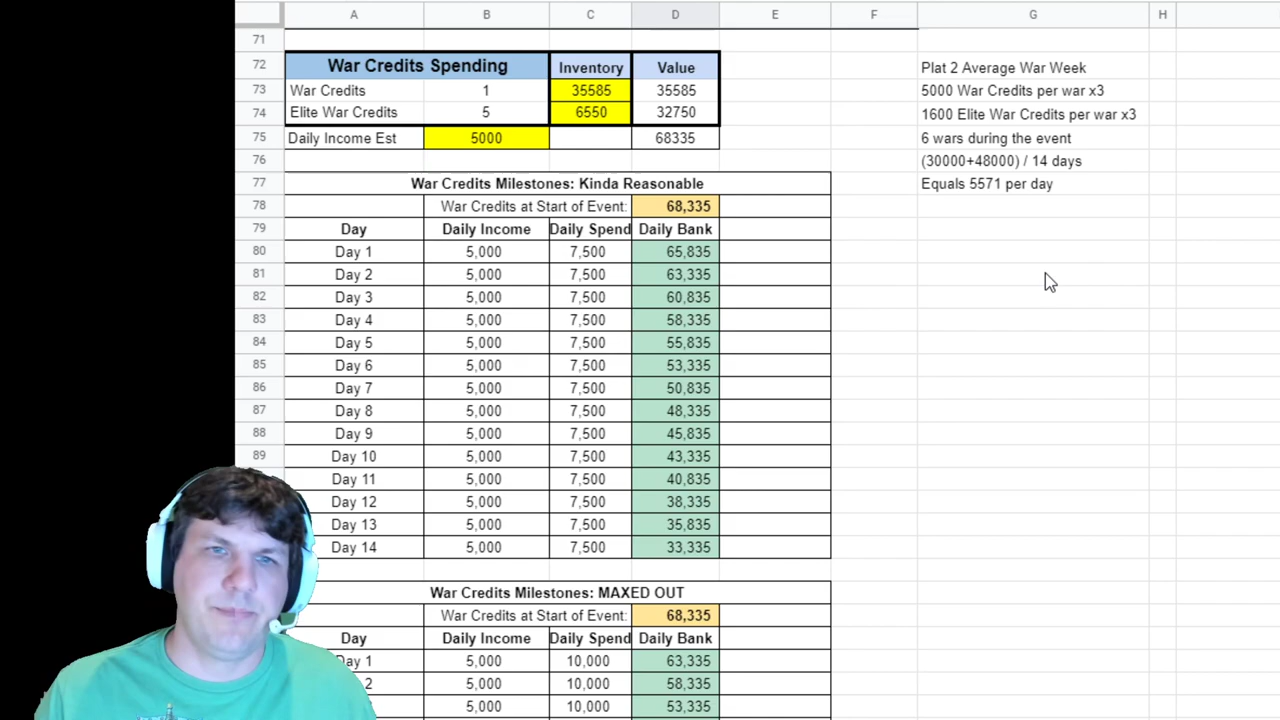 A B C D E F G H
71
72 War Credits Spending Inventory Value Plat 2 Average War Week
73 War Credits 1 35585 35585 5000 War Credits per war x3
74 Elite War Credits 5 6550 32750 1600 Elite War Credits per war x3
75 Daily Income Est 5000 68335 6 wars during the event
76 (30000+48000) / 14 days
77 War Credits Milestones: Kinda Reasonable Equals 5571 per day
78 War Credits at Start of Event: 68,335
79 Day Daily Income Daily Spend Daily Bank
80 Day 1 5,000 7,500 65,835
81 Day 2 5,000 7,500 63,335
82 Day 3 5,000 7,500 60,835
83 Day 4 5,000 7,500 58,335
84 Day 5 5,000 7,500 55,835
85 Day 6 5,000 7,500 53,335
86 Day 7 5,000 7,500 50,835
87 Day 8 5,000 7,500 48,335
88 Day 9 5,000 7,500 45,835
89 Day 10 5,000 7,500 43,335
Day 11 5,000 7,500 40,835
Day 12 5,000 7,500 38,335
Day 13 5,000 7,500 35,835
Day 14 5,000 7,500 33,335
War Credits Milestones: MAXED OUT
War Credits at Start of Event: 68,335
Day Daily Income Daily Spend Daily Bank
Day 1 5,000 10,000 63,335
2 5,000 10,000 58,335
5,000 10,000 53,335